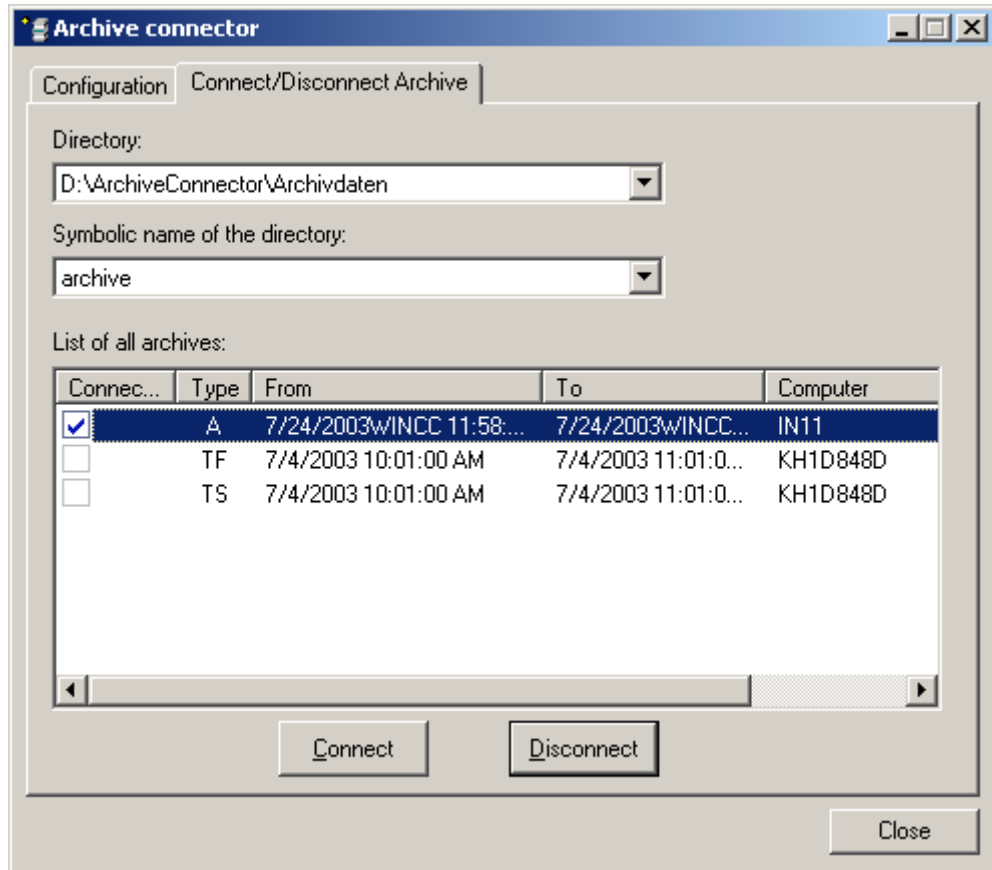 Archive connector
Configuration Connect/Disconnect Archive
Directory:
D:\ArchiveConnector\Archivdaten
Symbolic name of the directory:
archive
List of all archives:
Connec... Type From To Computer
A 7/24/2003WINCC 11:58:... 7/24/2003WINCC... IN11
TF 7/4/2003 10:01:00 AM 7/4/2003 11:01:0... KH1D848D
TS 7/4/2003 10:01:00 AM 7/4/2003 11:01:0... KH1D848D
Connect Disconnect
Close